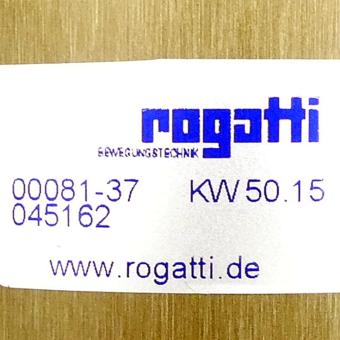 rogatti
BEWEGUNGSTECHNIK
00081-37 KW 50.15
045162
www.rogatti.de